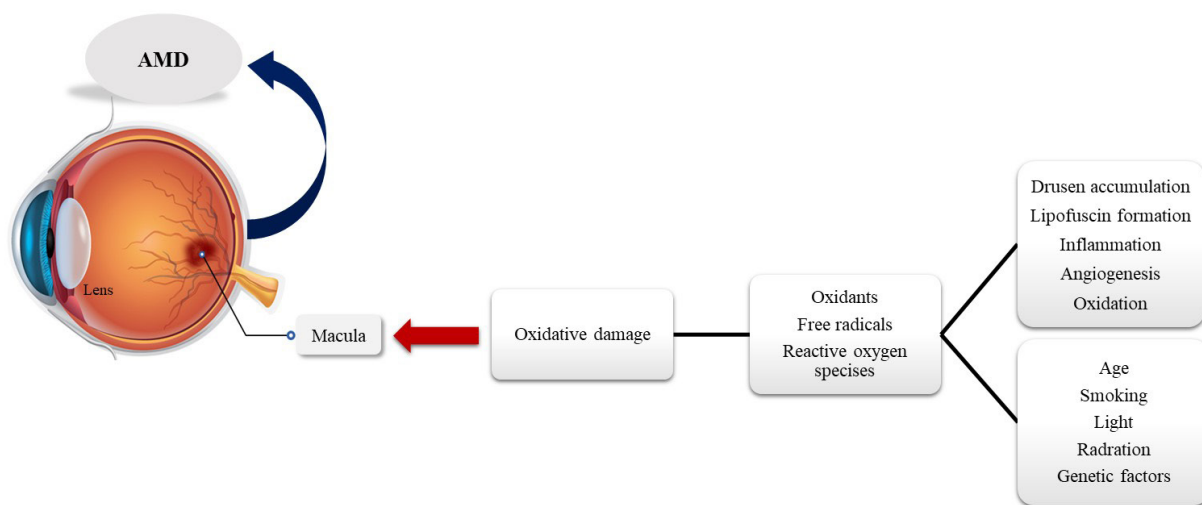 AMD
Lens
Macula
Oxidative damage
Oxidants
Free radicals
Reactive oxygen
specises
Drusen accumulation
Lipofuscin formation
Inflammation
Angiogenesis
Oxidation
Age
Smoking
Light
Radration
Genetic factors